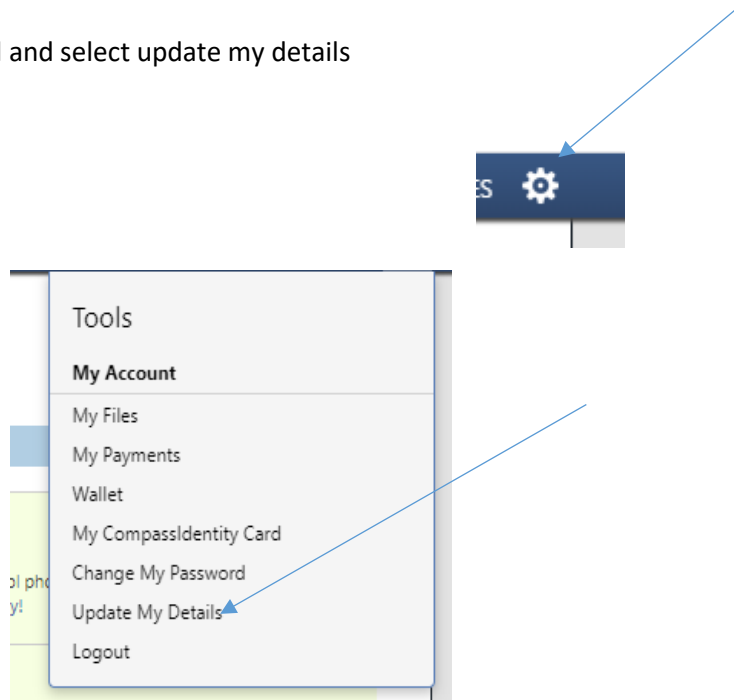 and select update my details
ES
Tools
My Account
My Files
My Payments
Wallet
My CompassIdentity Card
Change My Password
Update My Details
Logout
ol pho
y!